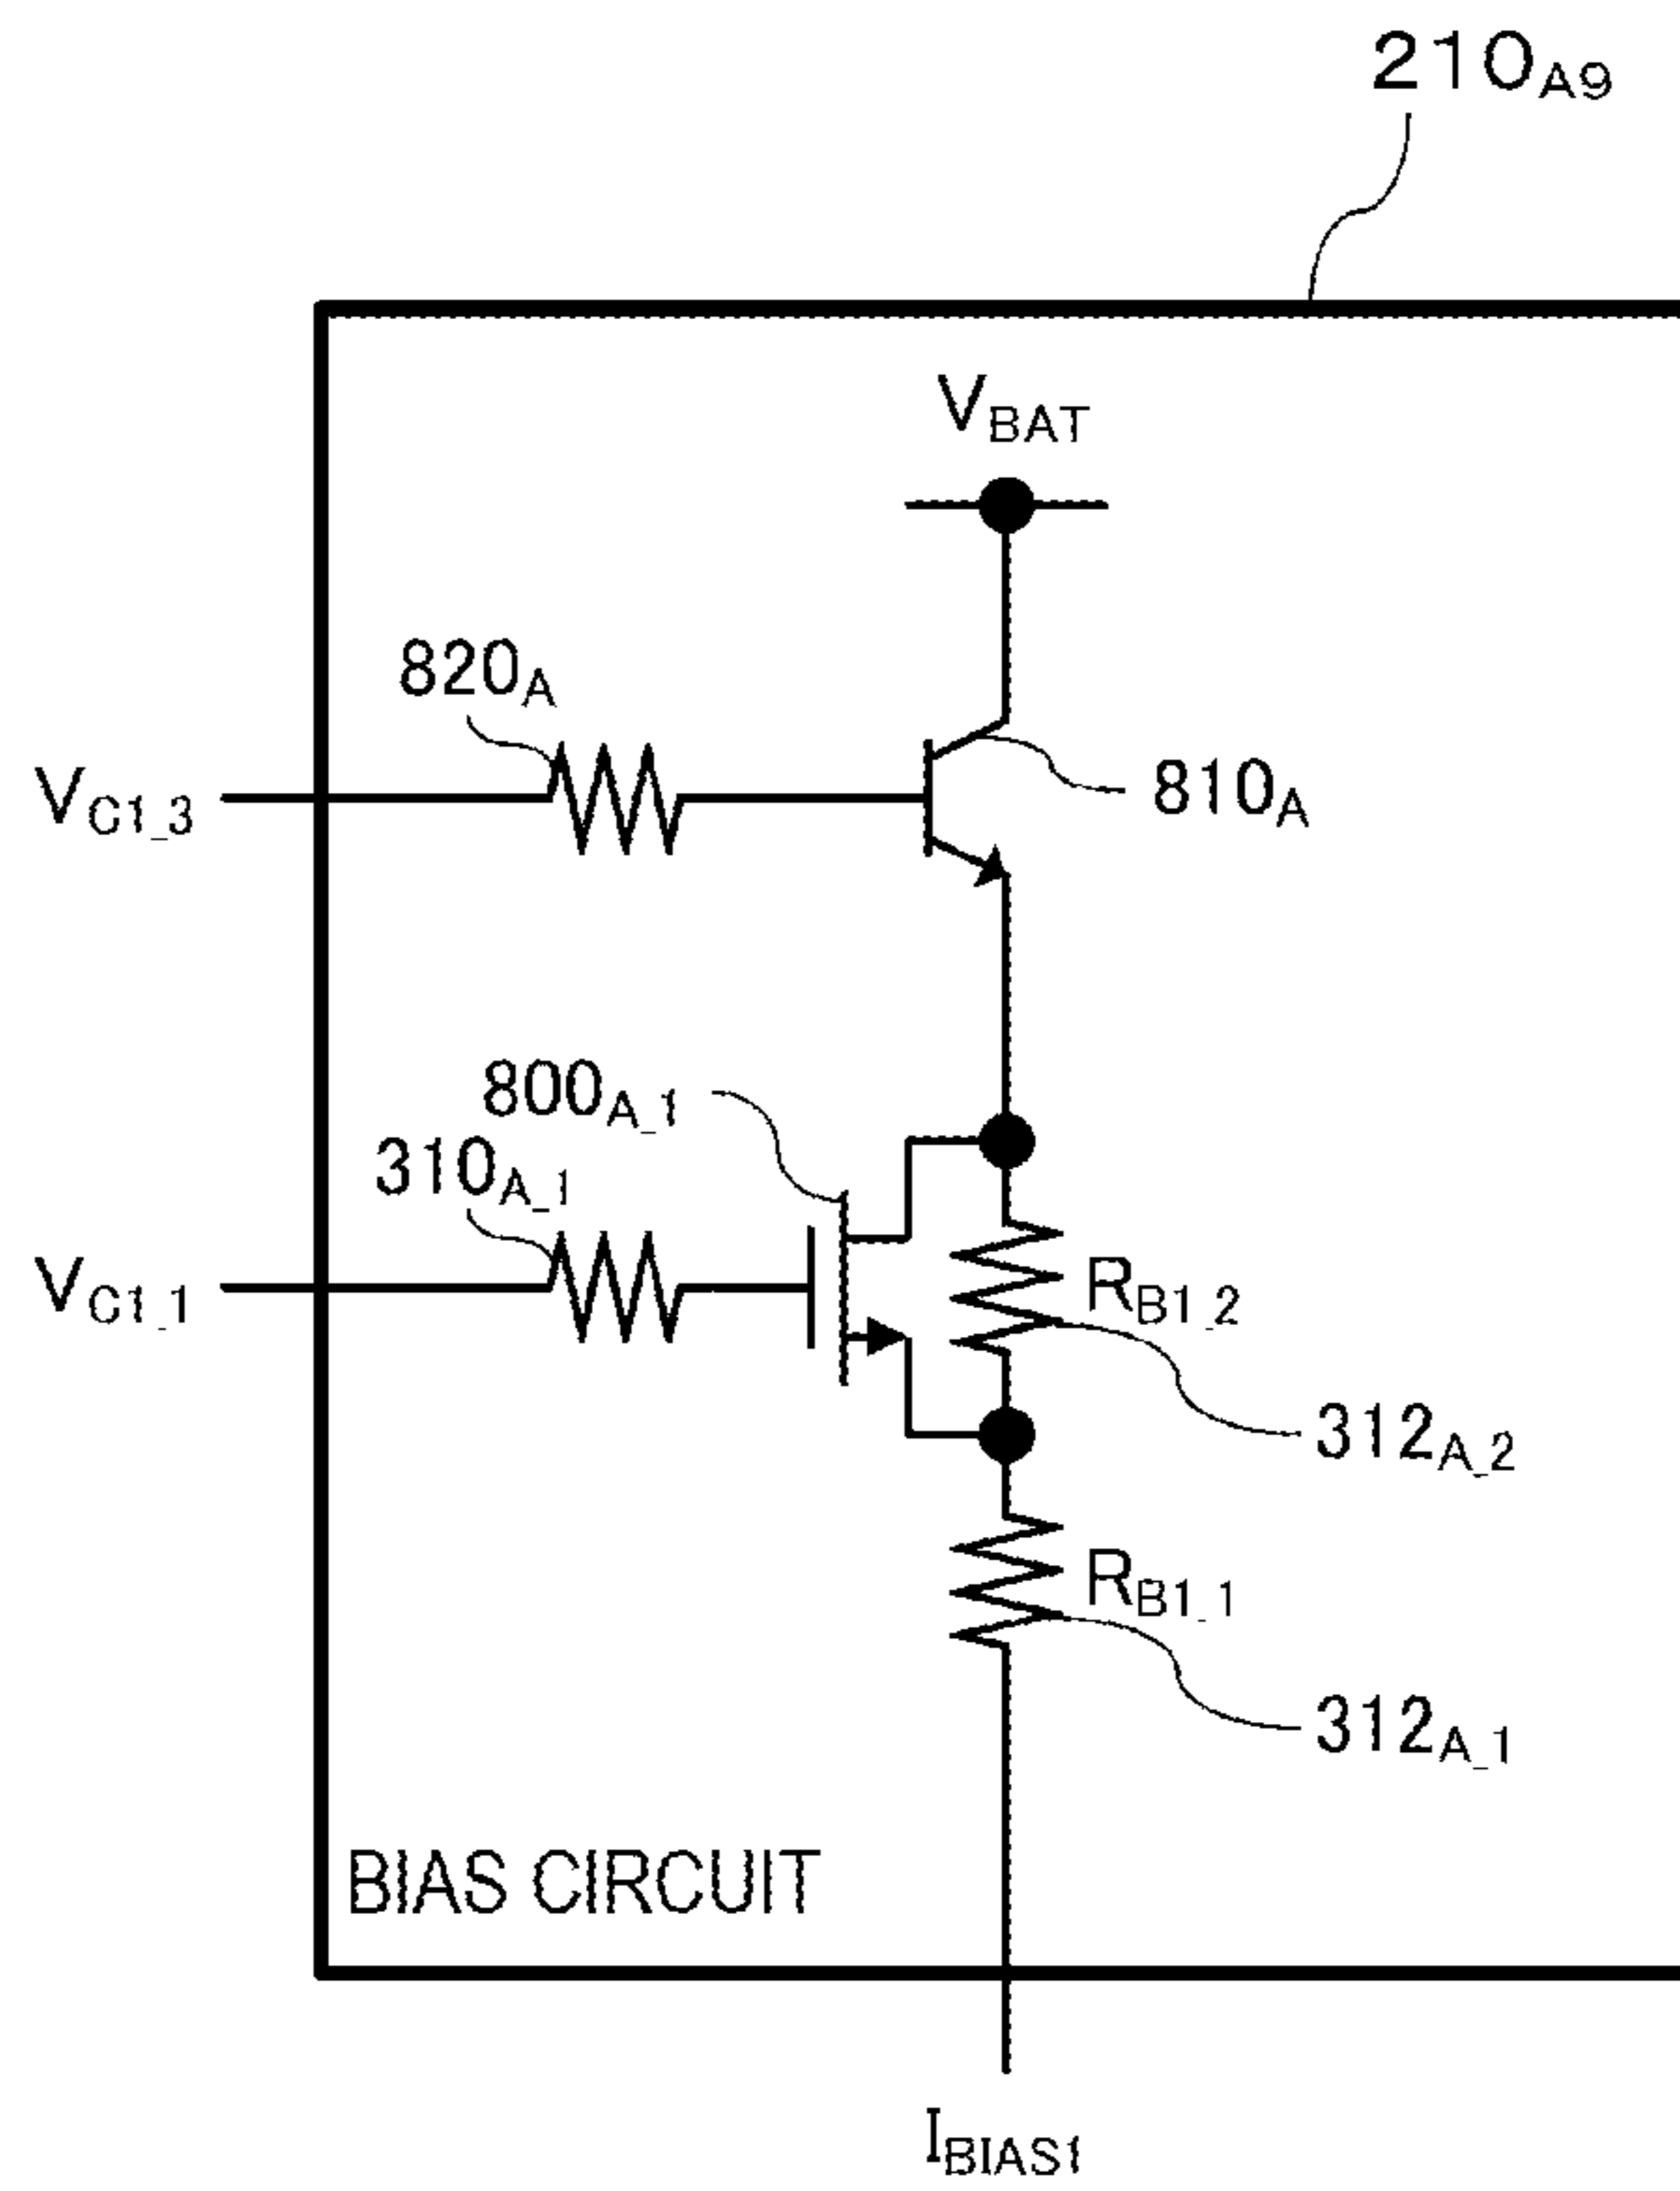 210A9
VBAT
820A
VC1_3
810A
800A_1
310A_1
VC1_1
RB1_2
312A_2
RB1_1
312A_1
BIAS CIRCUIT
IBIAS1